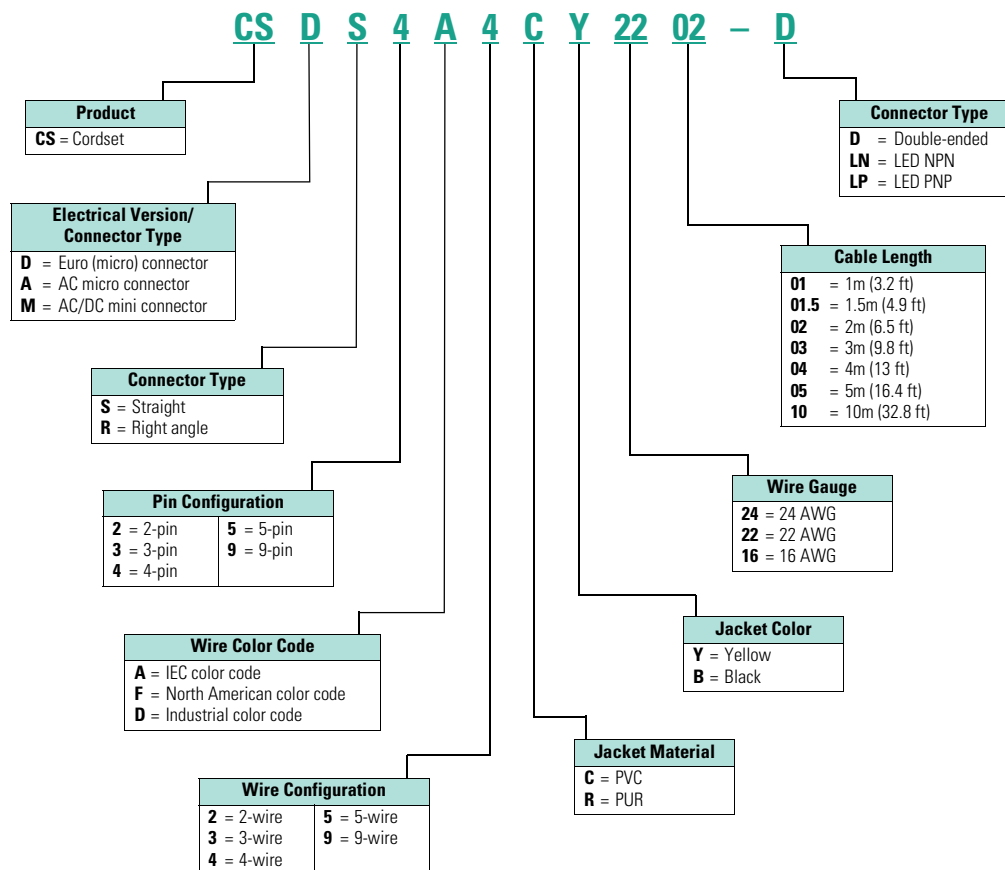 CS D S 4 A 4 C Y 22 02 – D
Product
CS = Cordset
Connector Type
D = Double-ended
LN = LED NPN
LP = LED PNP
Electrical Version/
Connector Type
D = Euro (micro) connector
A = AC micro connector
M = AC/DC mini connector
Cable Length
01 = 1m (3.2 ft)
01.5 = 1.5m (4.9 ft)
02 = 2m (6.5 ft)
03 = 3m (9.8 ft)
04 = 4m (13 ft)
05 = 5m (16.4 ft)
10 = 10m (32.8 ft)
Connector Type
S = Straight
R = Right angle
Pin Configuration
2 = 2-pin
3 = 3-pin
4 = 4-pin
5 = 5-pin
9 = 9-pin
Wire Gauge
24 = 24 AWG
22 = 22 AWG
16 = 16 AWG
Wire Color Code
A = IEC color code
F = North American color code
D = Industrial color code
Jacket Color
Y = Yellow
B = Black
Wire Configuration
2 = 2-wire
3 = 3-wire
4 = 4-wire
5 = 5-wire
9 = 9-wire
Jacket Material
C = PVC
R = PUR